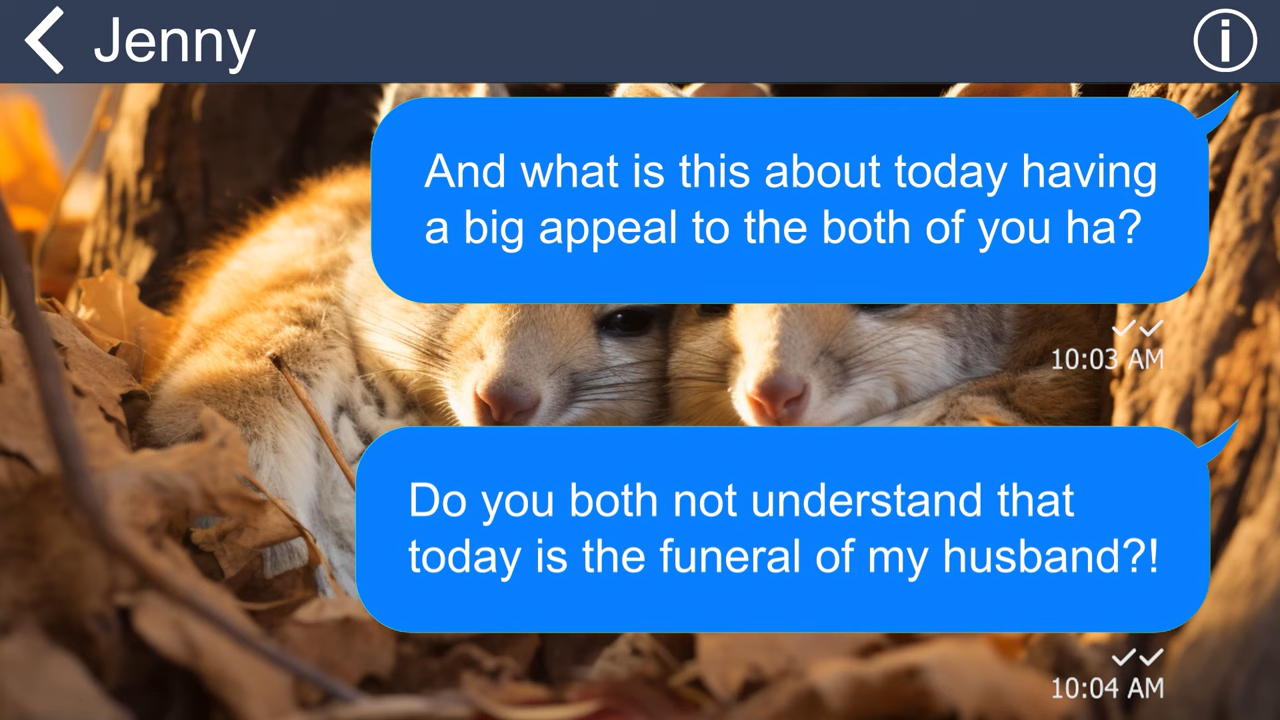 Jenny
And what is this about today having
a big appeal to the both of you ha?
10:03 AM
Do you both not understand that
today is the funeral of my husband?!
10:04 AM